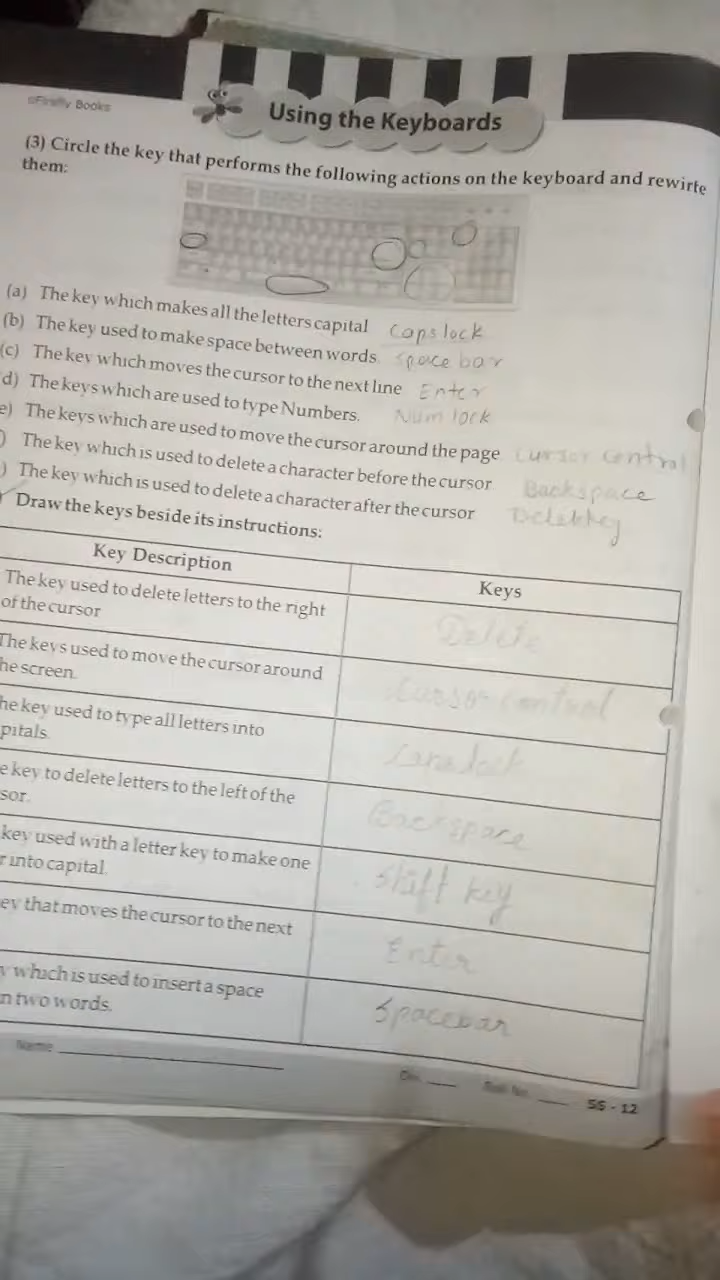 ©Firefly Books
Using the Keyboards
(3) Circle the key that performs the following actions on the keyboard and rewirte
them:
(a) The key which makes all the letters capital Capslock
(b) The key used to make space between words. Space bar
(c) The key which moves the cursor to the next line Enter
d) The keys which are used to type Numbers. Num lock
e) The keys which are used to move the cursor around the page cursor control
) The key which is used to delete a character before the cursor Backspace
) The key which is used to delete a character after the cursor
Draw the keys beside its instructions:
Key Description Keys
The key used to delete letters to the right Delete
of the cursor
The keys used to move the cursor around Cursor control
he screen.
he key used to type all letters into
pitals.
e key to delete letters to the left of the Backspace
sor.
key used with a letter key to make one Shift key
r into capital.
ey that moves the cursor to the next Enter
y which is used to insert a space Spacebar
n two words.
Name
Div. Roll No.
SS - 12